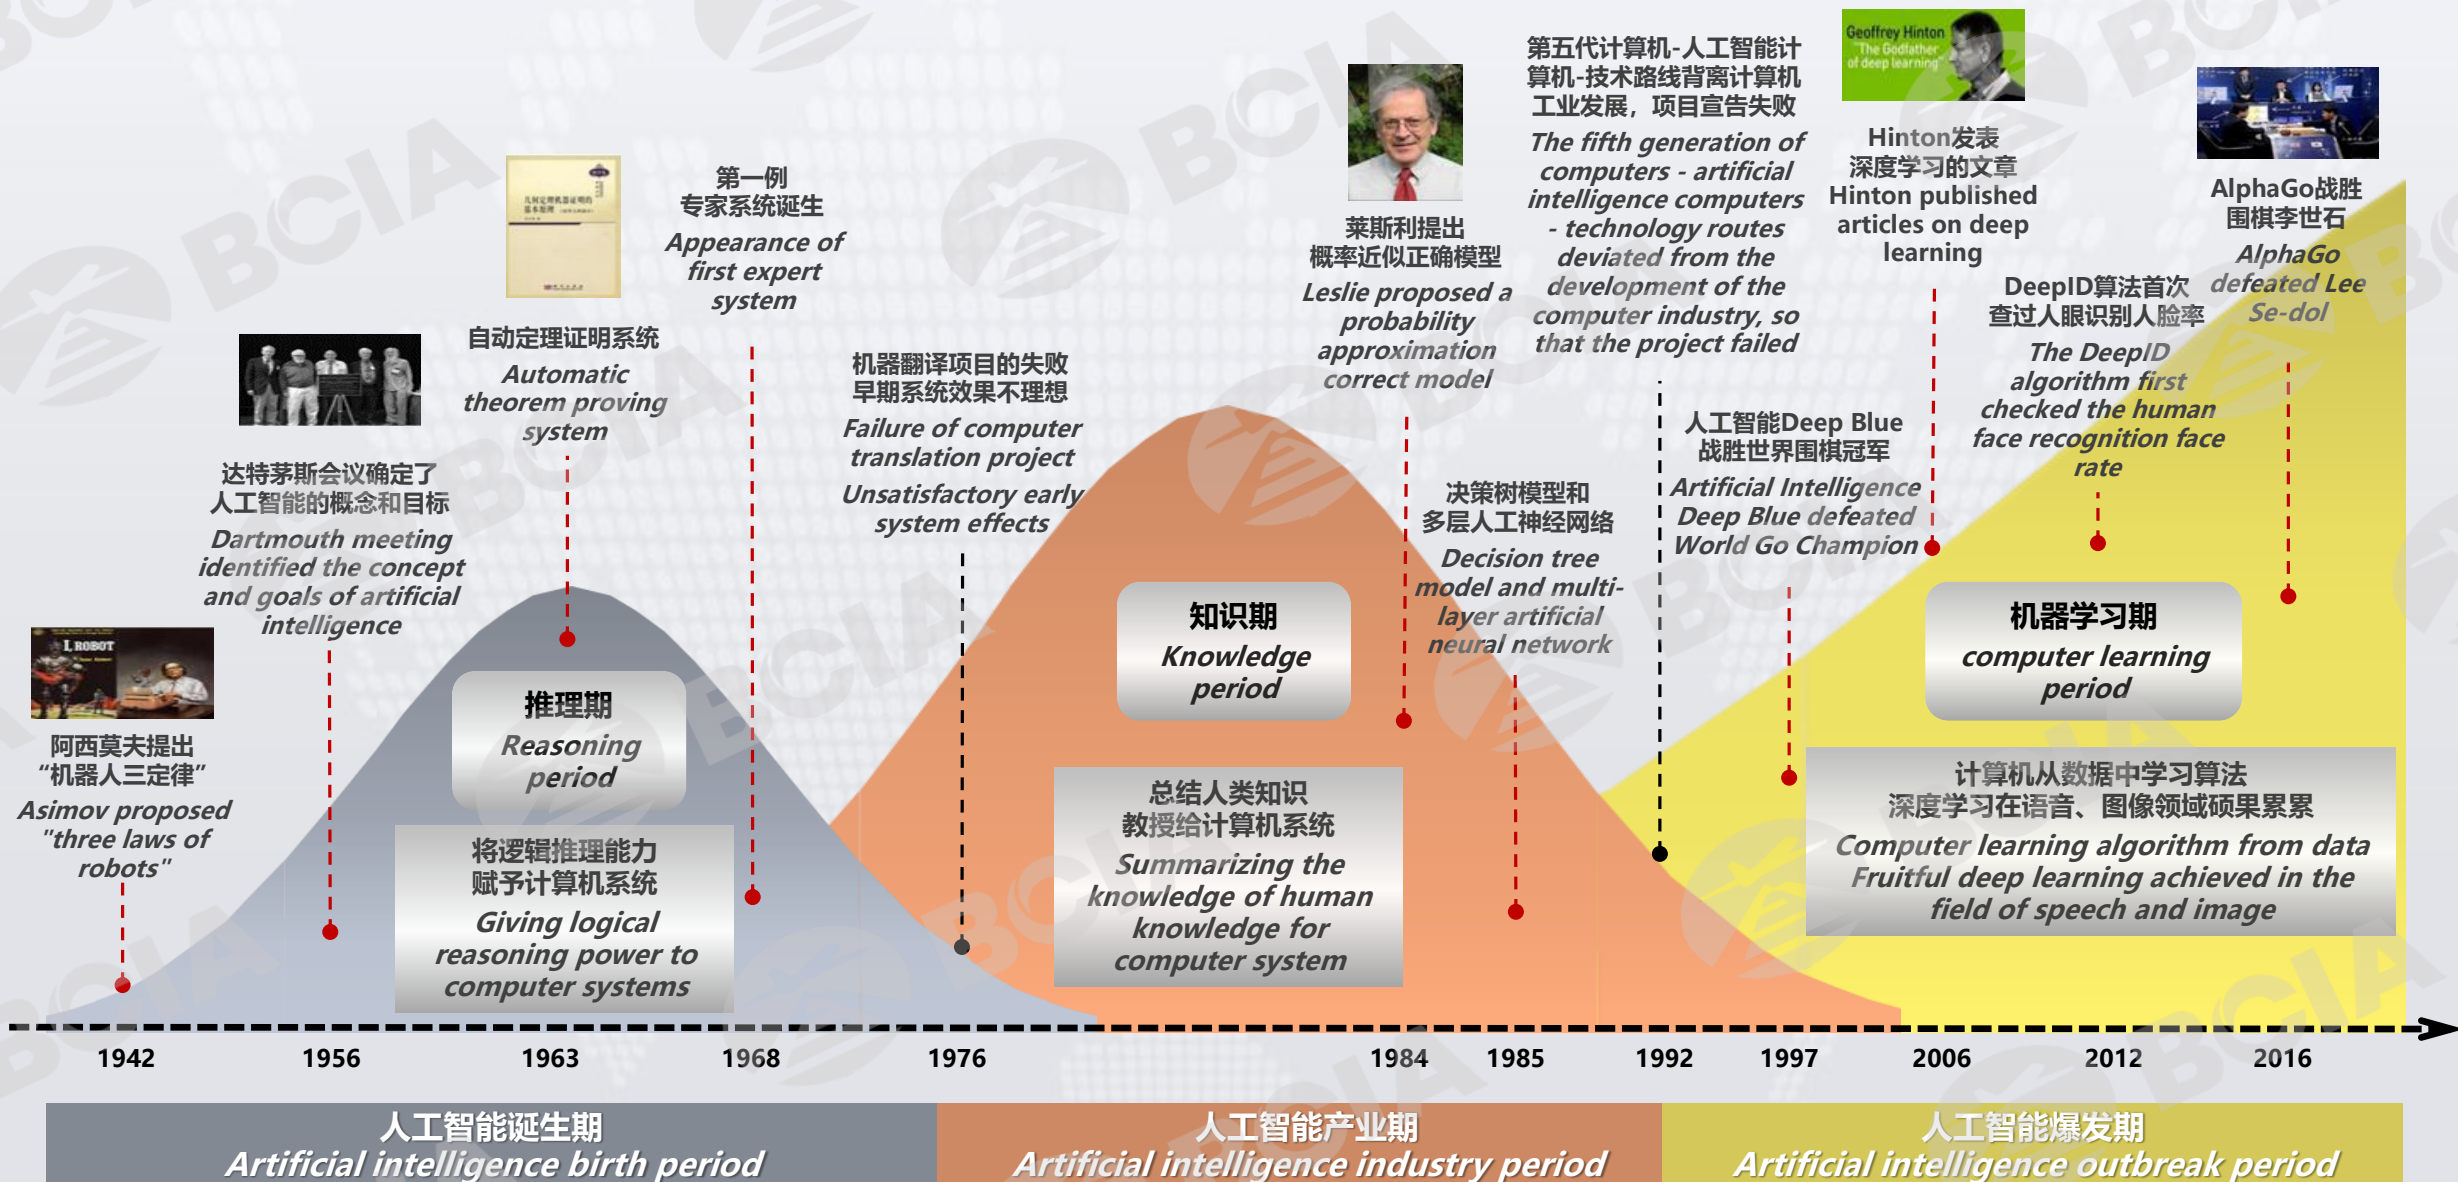 阿西莫夫提出
“机器人三定律”
Asimov proposed
"three laws of
robots"
达特茅斯会议确定了
人工智能的概念和目标
Dartmouth meeting
identified the concept
and goals of artificial
intelligence
自动定理证明系统
Automatic
theorem proving
system
第一例
专家系统诞生
Appearance of
first expert
system
机器翻译项目的失败
早期系统效果不理想
Failure of computer
translation project
Unsatisfactory early
system effects
莱斯利提出
概率近似正确模型
Leslie proposed a
probability
approximation
correct model
决策树模型和
多层人工神经网络
Decision tree
model and multi-
layer artificial
neural network
第五代计算机-人工智能计
算机-技术路线背离计算机
工业发展，项目宣告失败
The fifth generation of
computers - artificial
intelligence computers
- technology routes
deviated from the
development of the
computer industry, so
that the project failed
人工智能Deep Blue
战胜世界围棋冠军
Artificial Intelligence
Deep Blue defeated
World Go Champion
Geoffrey Hinton
"The Godfather
of deep learning"
Hinton发表
深度学习的文章
Hinton published
articles on deep
learning
DeepID算法首次
查过人眼识别人脸率
The DeepID
algorithm first
checked the human
face recognition face
rate
AlphaGo战胜
围棋李世石
AlphaGo
defeated Lee
Se-dol
I, ROBOT
几何定理机器证明的
基本原理
推理期
Reasoning
period
将逻辑推理能力
赋予计算机系统
Giving logical
reasoning power to
computer systems
知识期
Knowledge
period
总结人类知识
教授给计算机系统
Summarizing the
knowledge of human
knowledge for
computer system
机器学习期
computer learning
period
计算机从数据中学习算法
深度学习在语音、图像领域硕果累累
Computer learning algorithm from data
Fruitful deep learning achieved in the
field of speech and image
1942 1956 1963 1968 1976 1984 1985 1992 1997 2006 2012 2016
人工智能诞生期
Artificial intelligence birth period
人工智能产业期
Artificial intelligence industry period
人工智能爆发期
Artificial intelligence outbreak period
BCIA